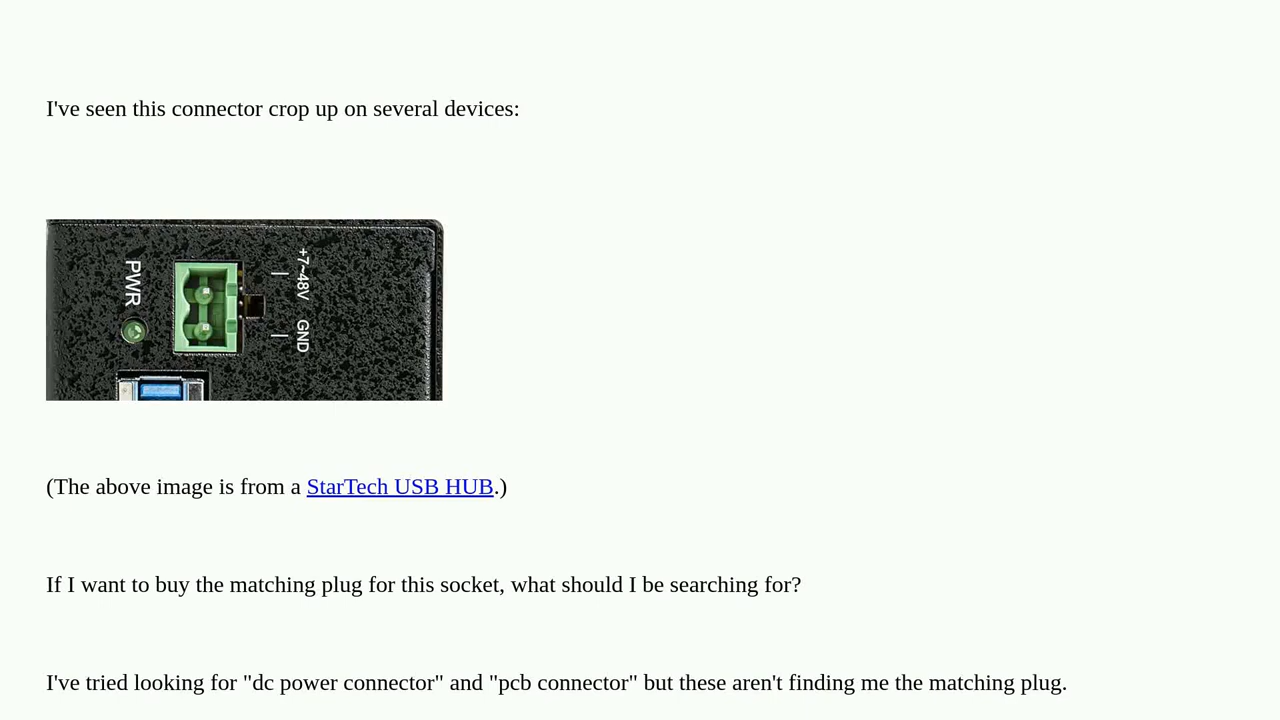 I've seen this connector crop up on several devices:
PWR
+7~48V
GND
(The above image is from a StarTech USB HUB.)
If I want to buy the matching plug for this socket, what should I be searching for?
I've tried looking for "dc power connector" and "pcb connector" but these aren't finding me the matching plug.